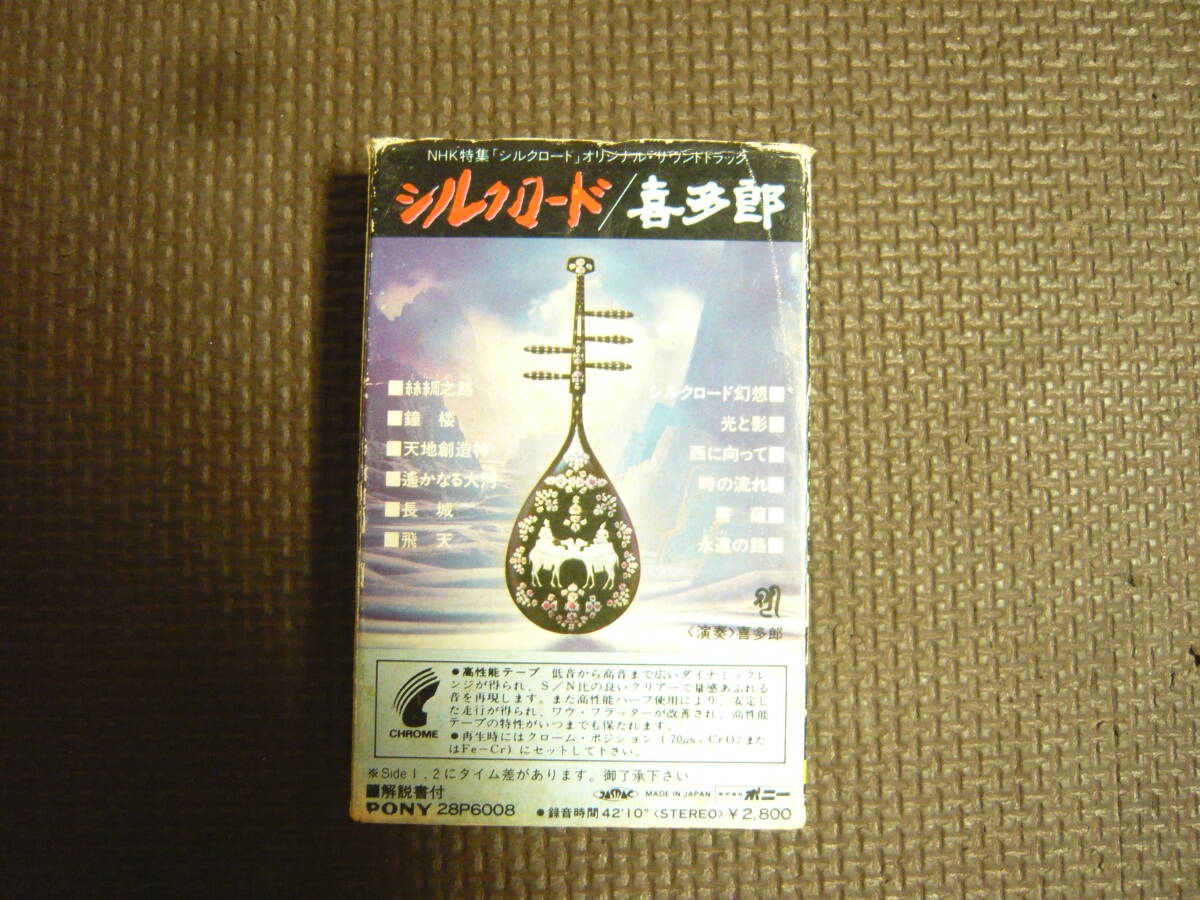 NHK特集「シルクロード」オリジナル・サウンドトラック
シルクロード/喜多郎
■絲綢之路
■鐘楼
■天地創造神
■遙かなる大河
■長城
■飛天
シルクロード幻想■
光と影■
西に向って■
時の流れ■
菩薩■
永遠の路■
〈演奏〉喜多郎
CHROME
●高性能テープ 低音から高音まで広いダイナミックレ
ンジが得られ、S/N比の良いクリアーで量感あふれる
音を再現します。また高性能ハーフ使用により、安定し
た走行が得られ、ワウ・フラッターが改善され、高性能
テープの特性がいつまでも保たれます。
●再生時にはクローム・ポジション(70μs、CrO2また
はFe-Cr)にセットして下さい。
※Side 1.2にタイム差があります。御了承下さい
■解説書付
JASRAC MADE IN JAPAN 株式会社ポニー
PONY 28P6008 ●録音時間42'10" 〈STEREO〉¥2,800